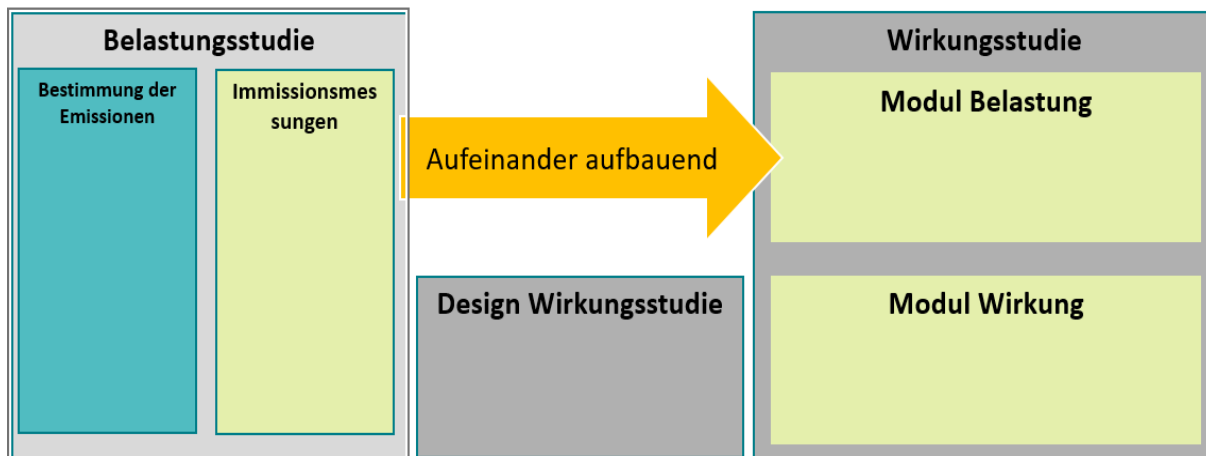 Belastungsstudie
Bestimmung der
Emissionen
Immissionsmes
sungen
Aufeinander aufbauend
Design Wirkungsstudie
Wirkungsstudie
Modul Belastung
Modul Wirkung